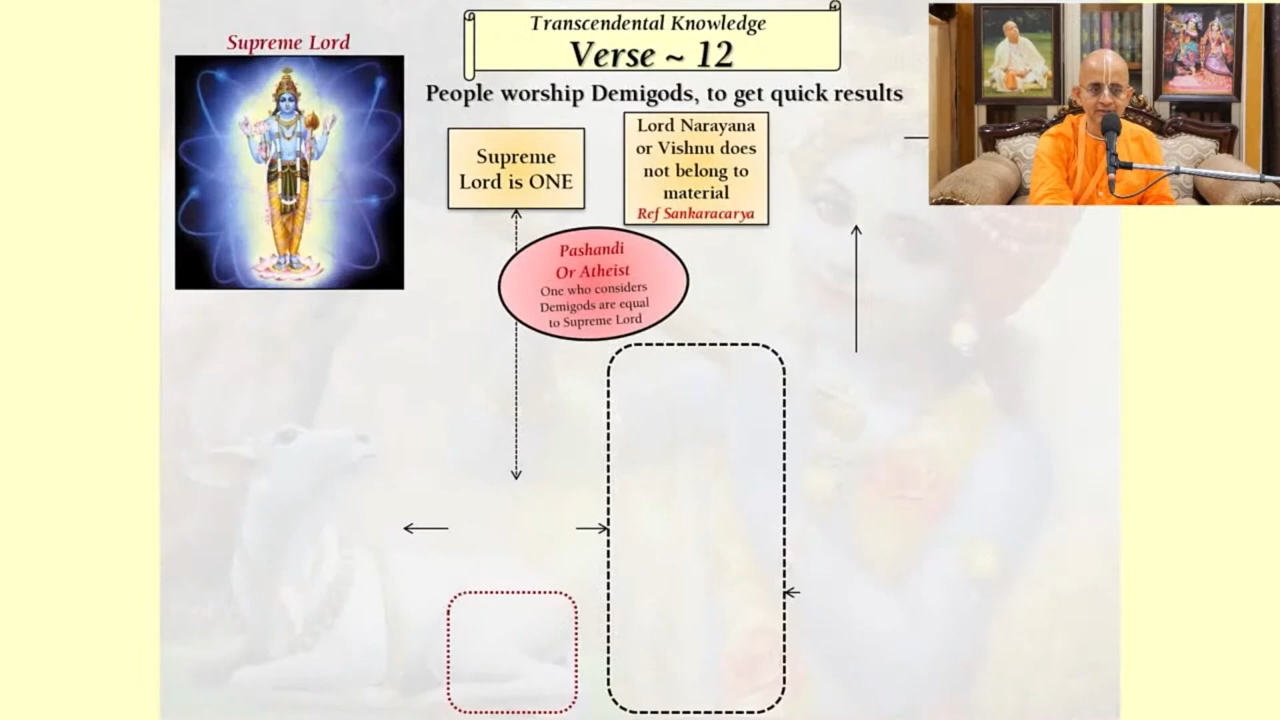 Transcendental Knowledge
Verse ~ 12
Supreme Lord
People worship Demigods, to get quick results
Supreme
Lord is ONE
Lord Narayana
or Vishnu does
not belong to
material
Ref Sankaracarya
Pashandi
Or Atheist
One who considers
Demigods are equal
to Supreme Lord